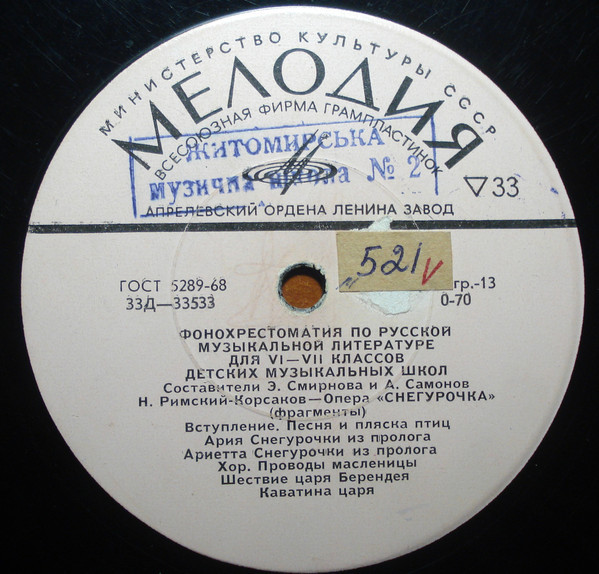 МИНИСТЕРСТВО КУЛЬТУРЫ СССР
МЕЛОДИЯ
ВСЕСОЮЗНАЯ ФИРМА ГРАМПЛАСТИНОК
ЖИТОМИРСЬКА
музична школа № 2
▽33
АПРЕЛЕВСКИЙ ОРДЕНА ЛЕНИНА ЗАВОД
521 V
ГОСТ 5289-68
гр.-13
33Д—33533
0-70
ФОНОХРЕСТОМАТИЯ ПО РУССКОЙ
МУЗЫКАЛЬНОЙ ЛИТЕРАТУРЕ
ДЛЯ VI—VII КЛАССОВ
ДЕТСКИХ МУЗЫКАЛЬНЫХ ШКОЛ
Составители Э. Смирнова и А. Самонов
Н. Римский-Корсаков—Опера «СНЕГУРОЧКА»
(фрагменты)
Вступление. Песня и пляска птиц
Ария Снегурочки из пролога
Ариетта Снегурочки из пролога
Хор. Проводы масленицы
Шествие царя Берендея
Каватина царя